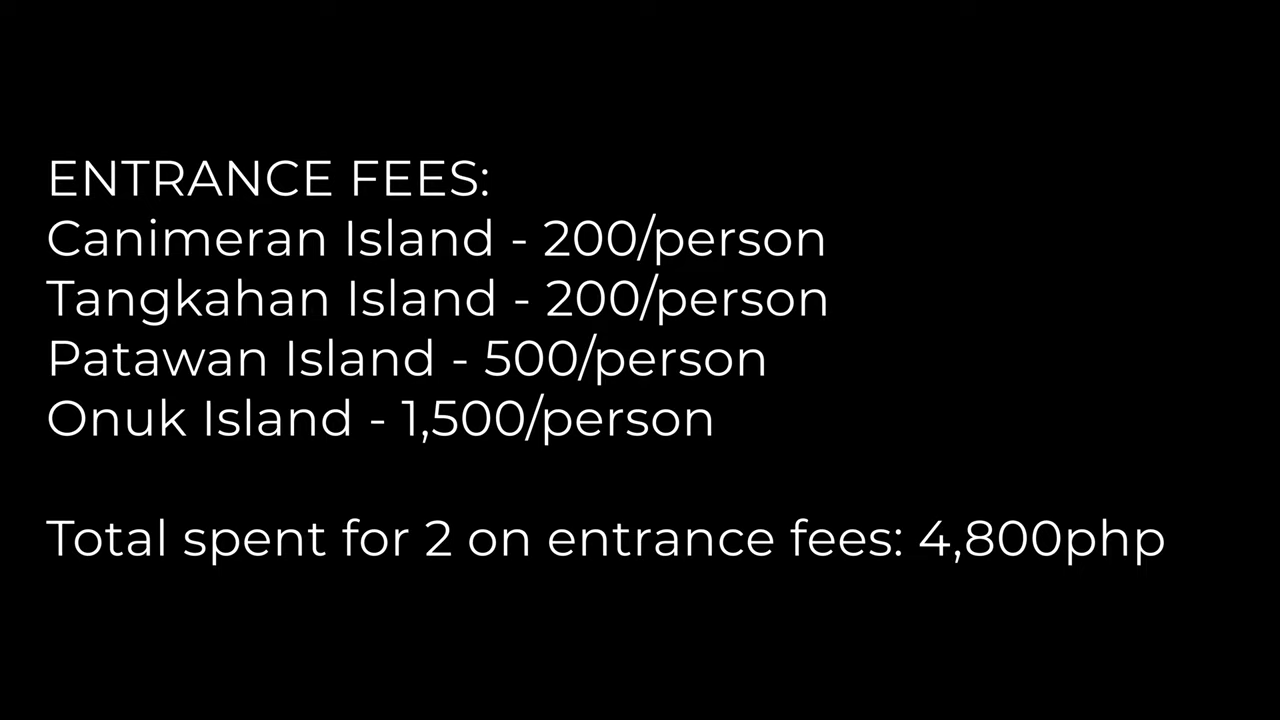 ENTRANCE FEES:
Canimeran Island - 200/person
Tangkahan Island - 200/person
Patawan Island - 500/person
Onuk Island - 1,500/person
Total spent for 2 on entrance fees: 4,800php